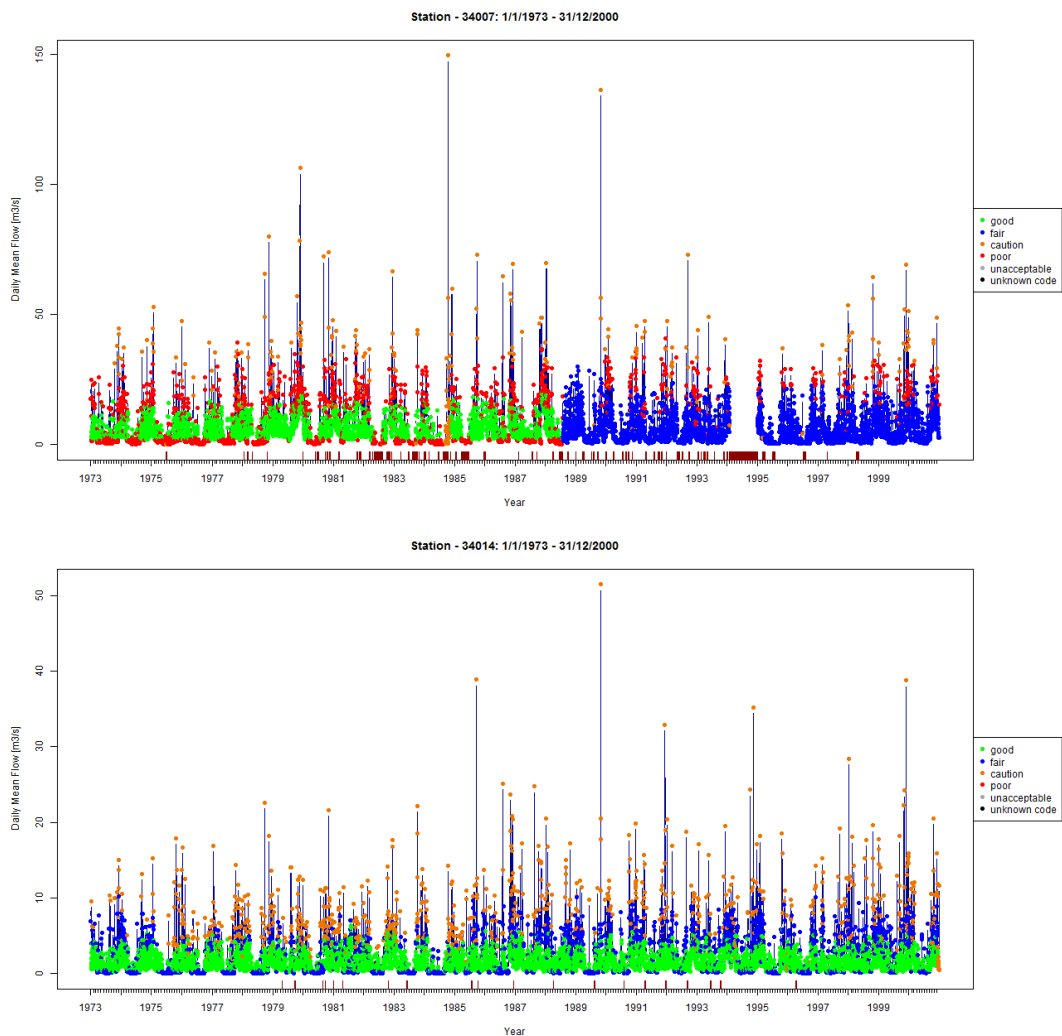 Station - 34007: 1/1/1973 - 31/12/2000
Daily Mean Flow [m3/s]
150
100
50
0
1973 1975 1977 1979 1981 1983 1985 1987 1989 1991 1993 1995 1997 1999
Year
good
fair
caution
poor
unacceptable
unknown code
Station - 34014: 1/1/1973 - 31/12/2000
Daily Mean Flow [m3/s]
50
40
30
20
10
0
1973 1975 1977 1979 1981 1983 1985 1987 1989 1991 1993 1995 1997 1999
Year
good
fair
caution
poor
unacceptable
unknown code